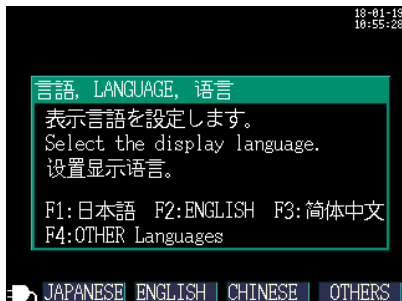 18-01-19
10:55:28
言語, LANGUAGE, 语言
表示言語を設定します。
Select the display language.
设置显示语言。
F1:日本語 F2:ENGLISH F3:简体中文
F4:OTHER Languages
JAPANESE ENGLISH CHINESE OTHERS